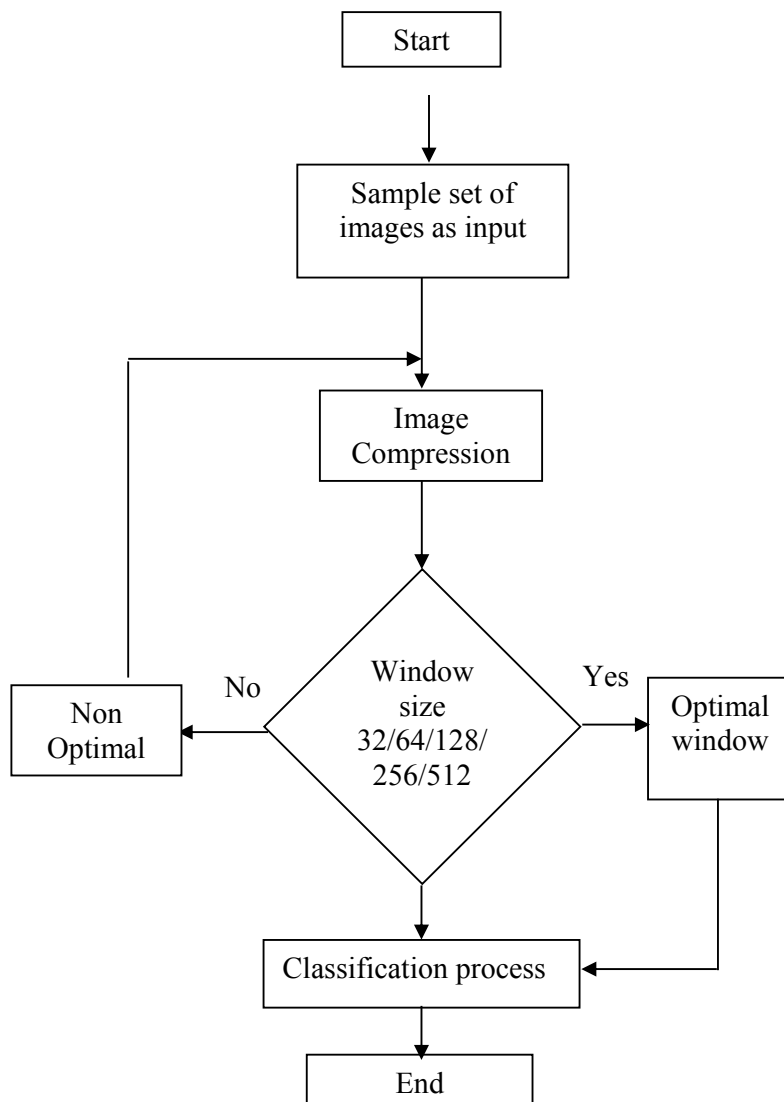 Start
Sample set of
images as input
Image
Compression
Window
size
32/64/128/
256/512
No
Yes
Non
Optimal
Optimal
window
Classification process
End